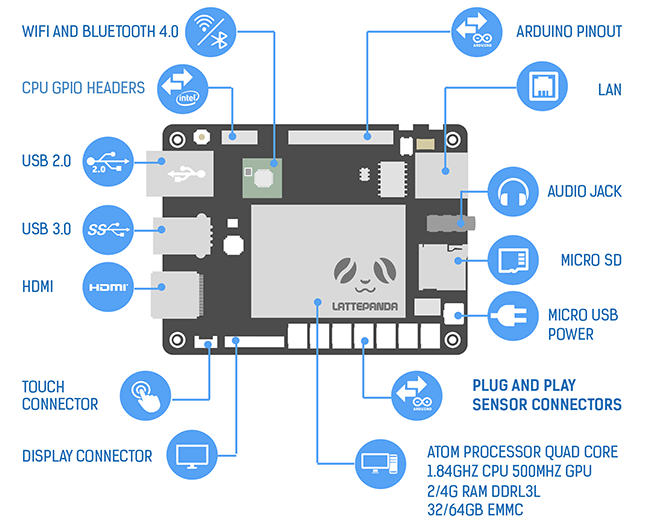 WIFI AND BLUETOOTH 4.0
ARDUINO PINOUT
ARDUINO
CPU GPIO HEADERS
intel
LAN
USB 2.0
2.0
AUDIO JACK
USB 3.0
SS
MICRO SD
HDMI
HDMI
LATTEPANDA
MICRO USB
POWER
TOUCH
CONNECTOR
PLUG AND PLAY
SENSOR CONNECTORS
ARDUINO
DISPLAY CONNECTOR
ATOM PROCESSOR QUAD CORE
1.84GHZ CPU 500MHZ GPU
2/4G RAM DDRL3L
32/64GB EMMC